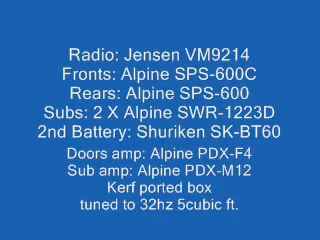 Radio: Jensen VM9214
Fronts: Alpine SPS-600C
Rears: Alpine SPS-600
Subs: 2 X Alpine SWR-1223D
2nd Battery: Shuriken SK-BT60
Doors amp: Alpine PDX-F4
Sub amp: Alpine PDX-M12
Kerf ported box
tuned to 32hz 5cubic ft.